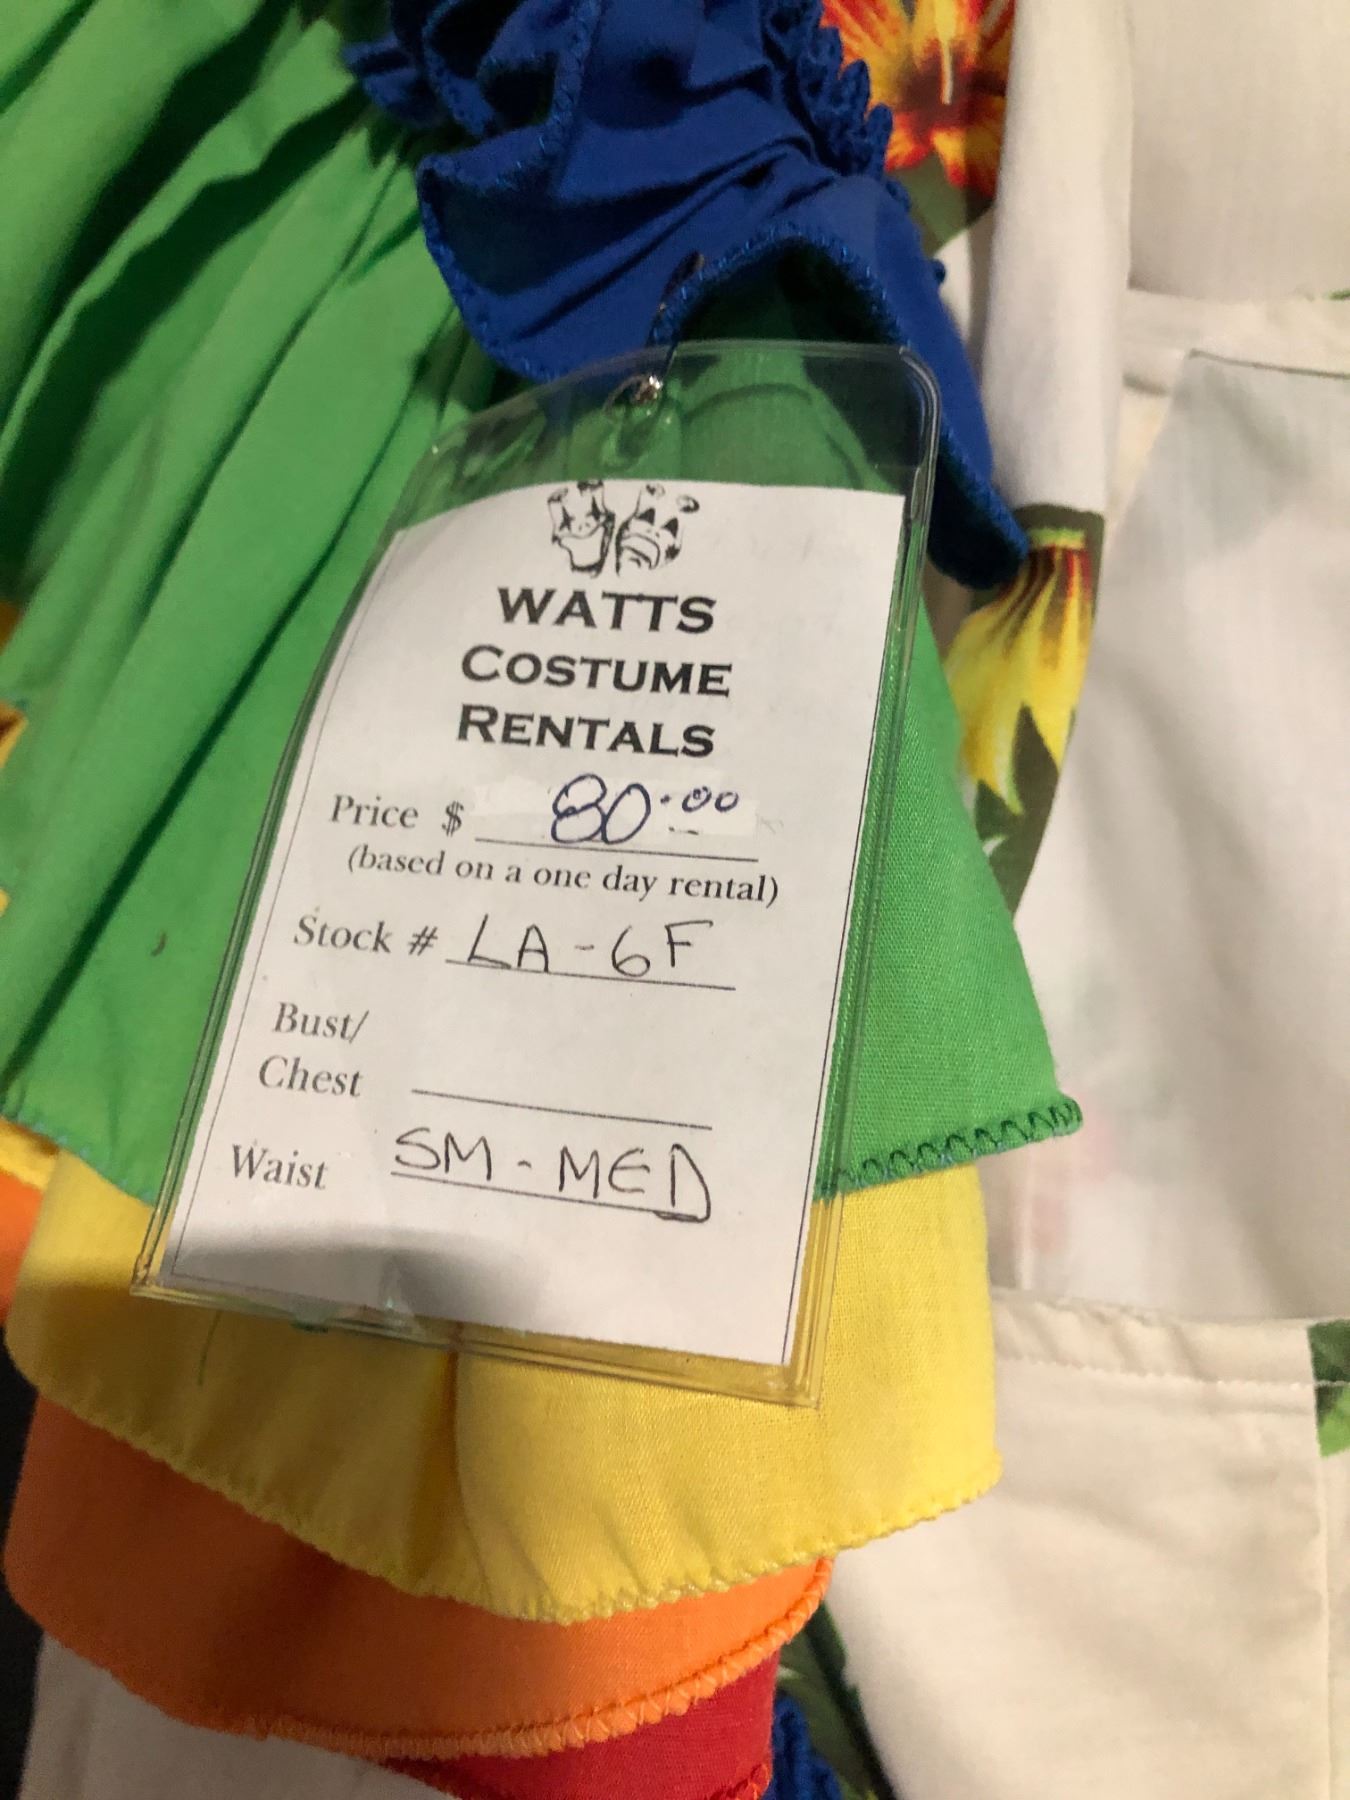 WATTS
COSTUME
RENTALS
Price $ 80.00
(based on a one day rental)
Stock # LA-6F
Bust/
Chest
Waist SM-MED